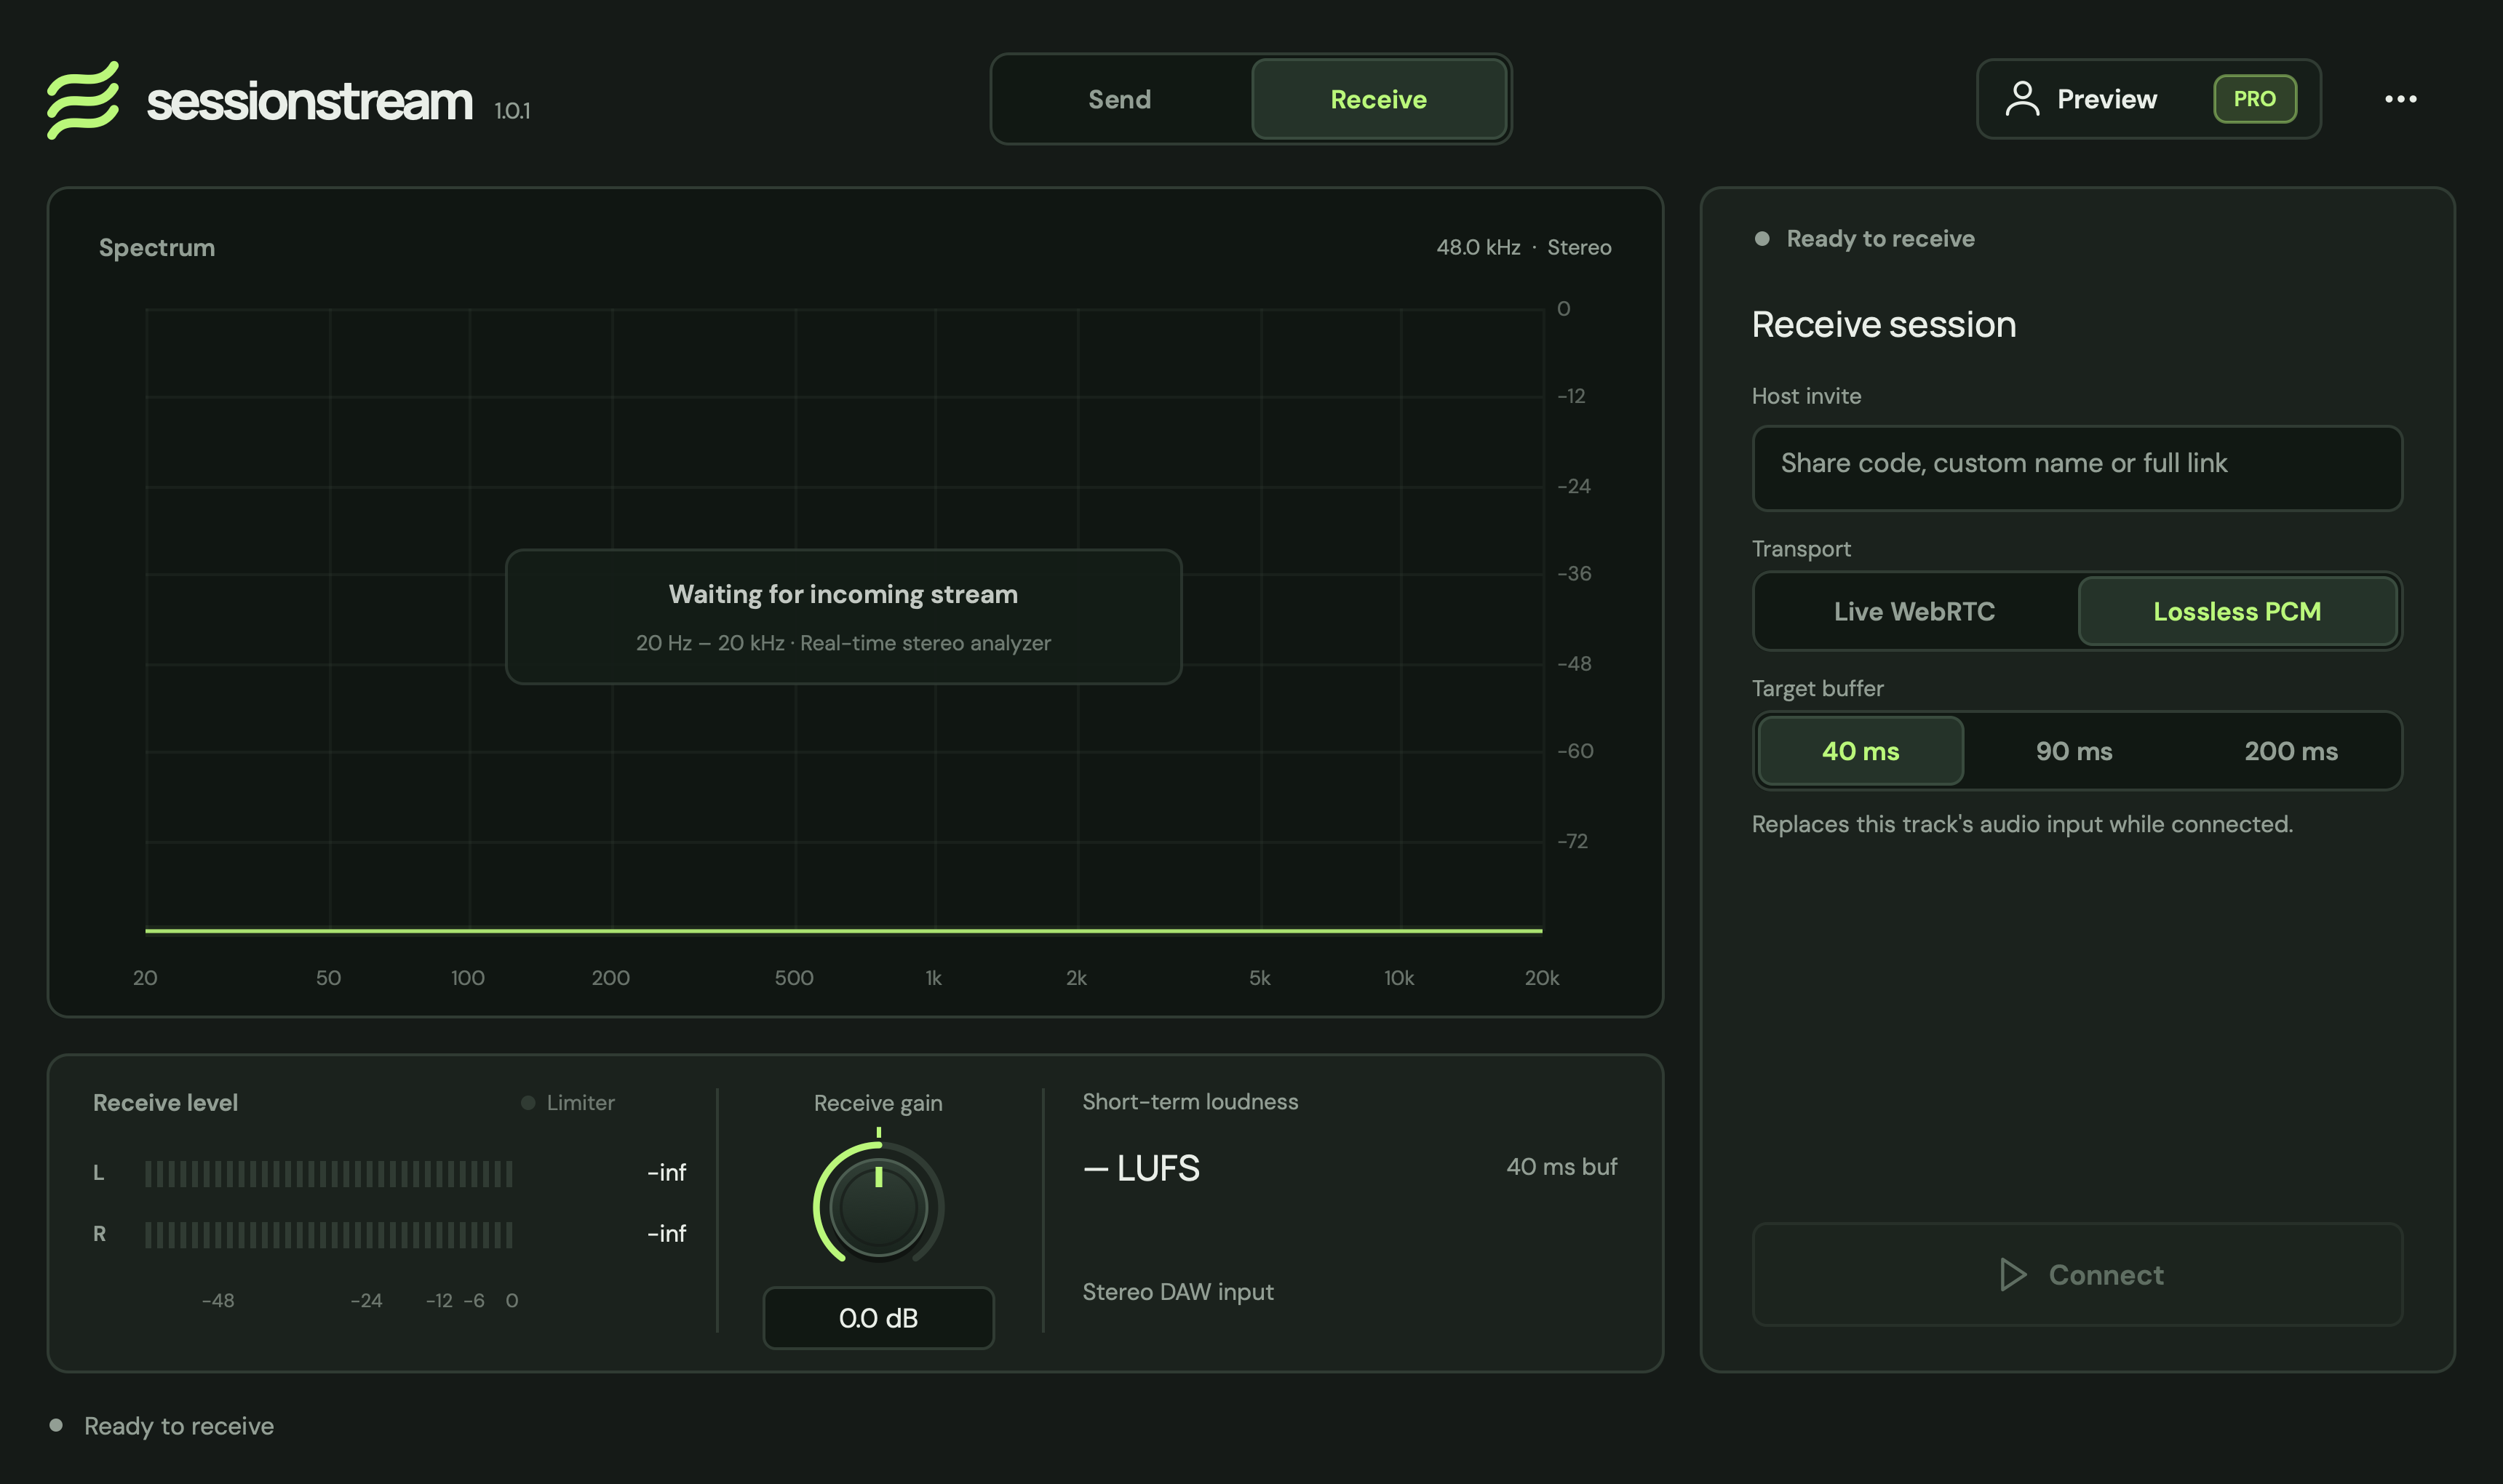 sessionstream 1.0.1
Send
Receive
Preview
PRO
Spectrum
48.0 kHz · Stereo
0
-12
-24
-36
-48
-60
-72
Waiting for incoming stream
20 Hz – 20 kHz · Real-time stereo analyzer
20 50 100 200 500 1k 2k 5k 10k 20k
Receive level
Limiter
L
-inf
R
-inf
-48 -24 -12 -6 0
Receive gain
0.0 dB
Short-term loudness
— LUFS
40 ms buf
Stereo DAW input
Ready to receive
Receive session
Host invite
Share code, custom name or full link
Transport
Live WebRTC
Lossless PCM
Target buffer
40 ms
90 ms
200 ms
Replaces this track's audio input while connected.
Connect
Ready to receive